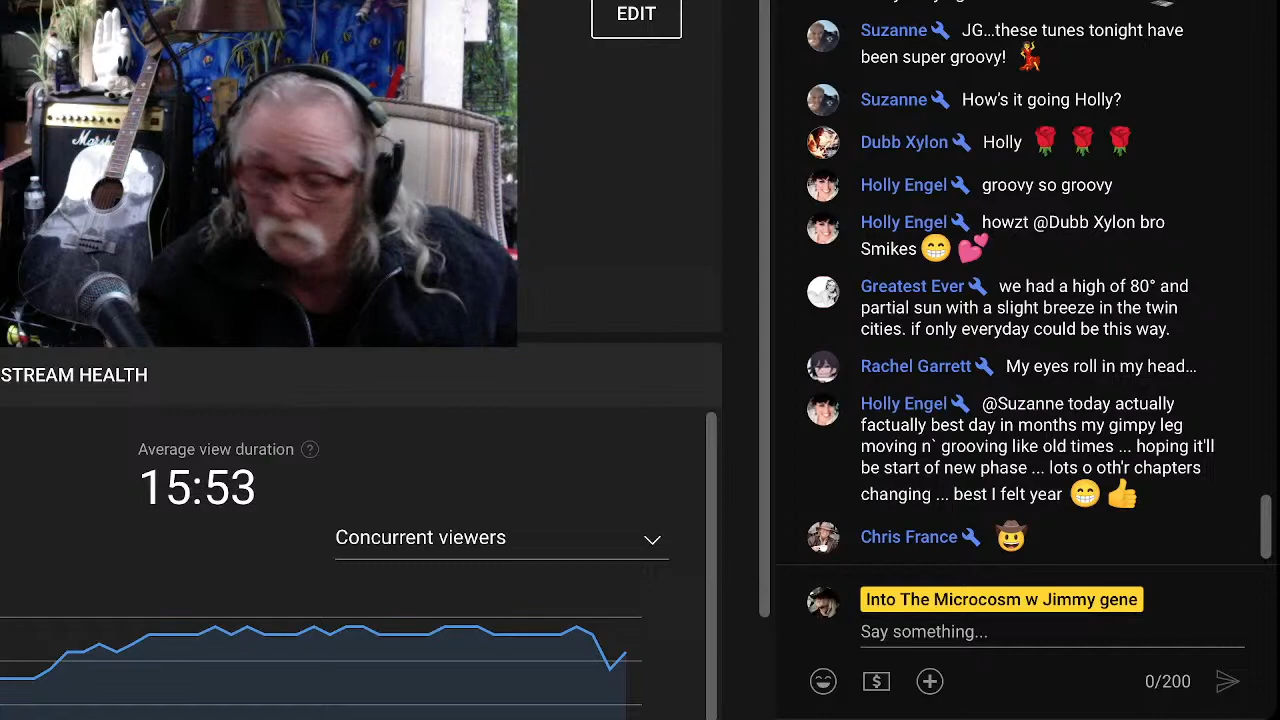 EDIT
Marshall
STREAM HEALTH
Average view duration
15:53
Concurrent viewers
Suzanne JG...these tunes tonight have
been super groovy!
Suzanne How's it going Holly?
Dubb Xylon Holly
Holly Engel groovy so groovy
Holly Engel howzt @Dubb Xylon bro
Smikes
Greatest Ever we had a high of 80° and
partial sun with a slight breeze in the twin
cities. if only everyday could be this way.
Rachel Garrett My eyes roll in my head...
Holly Engel @Suzanne today actually
factually best day in months my gimpy leg
moving n` grooving like old times ... hoping it'll
be start of new phase ... lots o oth'r chapters
changing ... best I felt year
Chris France
Into The Microcosm w Jimmy gene
Say something...
0/200